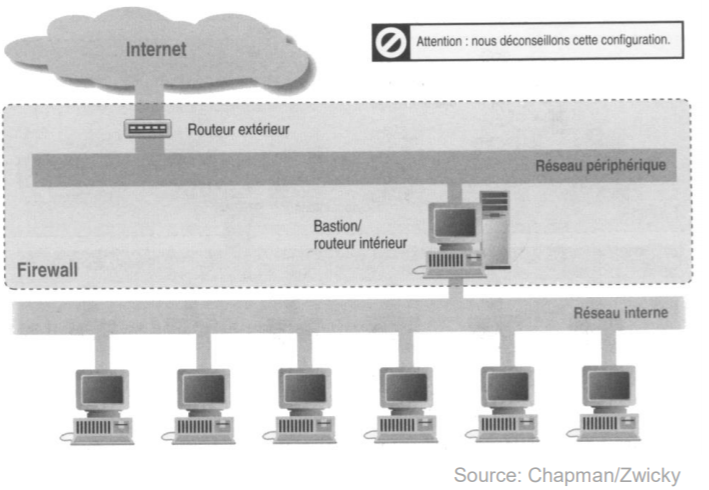 Internet
Attention : nous déconseillons cette configuration.
Routeur extérieur
Réseau périphérique
Bastion/
routeur intérieur
Firewall
Réseau interne
Source: Chapman/Zwicky